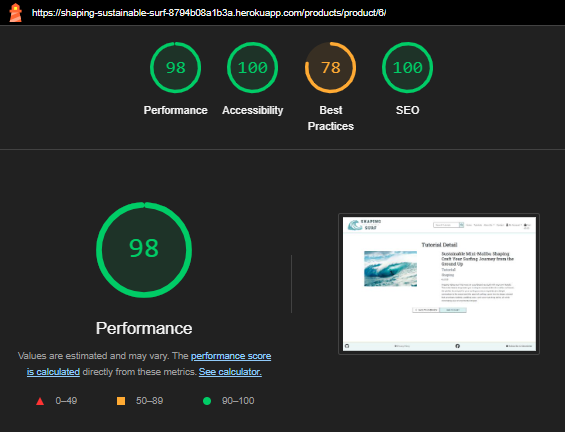 https://shaping-sustainable-surf-8794b08a1b3a.herokuapp.com/products/product/6/
98
100
78
100
Performance
Accessibility
Best
Practices
SEO
98
Performance
Values are estimated and may vary. The performance score
is calculated directly from these metrics. See calculator.
0–49
50–89
90–100
SHAPING
SURF
Tutorial Detail
Sustainable Mini-Malibu Shaping
Craft Your Surfing Journey from the
Ground Up
Tutorial
Shaping